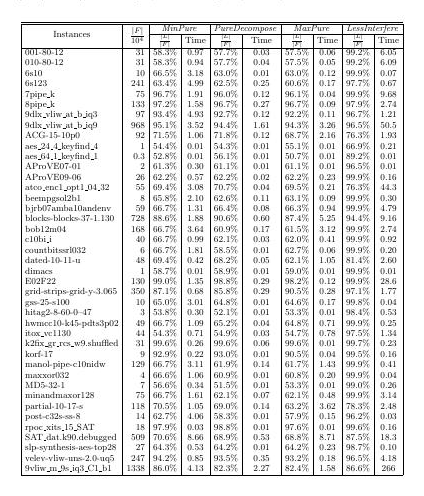 Instances |F| MinPure PureDecompose MaxPure LessInterfere
10⁴ |L|/|F| Time |L|/|F| Time |L|/|F| Time |L|/|F| Time
001-80-12 31 58.3% 0.97 57.7% 0.03 57.5% 0.06 99.2% 6.05
010-80-12 31 58.3% 0.94 57.7% 0.04 57.5% 0.05 99.2% 6.09
6s10 10 66.5% 3.18 63.0% 0.01 63.0% 0.12 99.9% 0.07
6s123 241 63.4% 4.99 62.5% 0.25 60.6% 0.17 97.7% 0.67
7pipe_k 75 96.7% 1.91 96.0% 0.12 96.1% 0.04 99.9% 9.68
8pipe_k 133 97.2% 1.58 96.7% 0.27 96.7% 0.09 97.9% 2.74
9dlx_vliw_at_b_iq3 97 93.4% 4.93 92.7% 0.12 92.2% 0.11 96.7% 1.21
9dlx_vliw_at_b_iq9 968 95.1% 3.52 94.4% 1.61 94.3% 3.26 96.5% 50.5
ACG-15-10p0 92 71.5% 1.06 71.8% 0.12 68.7% 2.16 76.3% 1.93
aes_24_4_keyfind_4 1 54.4% 0.01 54.3% 0.01 55.1% 0.01 66.9% 0.21
aes_64_1_keyfind_1 0.3 52.8% 0.01 56.1% 0.01 50.7% 0.01 89.2% 0.01
AProVE07-01 2 61.3% 0.30 61.1% 0.01 61.1% 0.01 96.5% 0.01
AProVE09-06 26 62.2% 0.57 62.2% 0.02 62.2% 0.23 99.9% 0.16
atco_enc1_opt1_04_32 55 69.4% 3.08 70.7% 0.04 69.5% 0.21 76.3% 44.3
beempgsol2b1 8 65.8% 2.10 62.6% 0.11 63.1% 0.09 99.9% 0.30
bjrb07amba10andenv 59 66.7% 1.31 66.4% 0.08 66.3% 0.94 99.9% 4.79
blocks-blocks-37-1.130 728 88.6% 1.88 90.6% 0.60 87.4% 5.25 94.4% 9.16
bob12m04 168 66.7% 3.64 60.9% 0.17 61.5% 3.12 99.9% 2.74
c10bi_i 40 66.7% 0.99 62.1% 0.03 62.0% 0.41 99.9% 0.92
countbitssrl032 6 66.7% 1.81 58.5% 0.01 62.7% 0.06 99.9% 0.20
dated-10-11-u 48 69.4% 0.42 68.2% 0.05 62.1% 1.05 81.4% 2.60
dimacs 1 58.7% 0.01 58.9% 0.01 59.0% 0.01 99.9% 0.01
E02F22 130 99.0% 1.35 98.8% 0.29 98.2% 0.12 99.9% 28.6
grid-strips-grid-y-3.065 350 87.1% 0.68 85.8% 0.29 90.5% 0.28 97.1% 1.77
gss-25-s100 10 65.0% 3.01 64.8% 0.01 64.6% 0.17 99.8% 0.04
hitag2-8-60-0-47 3 53.8% 0.30 52.1% 0.01 53.3% 0.01 98.4% 0.53
hwmcc10-k45-pdts3p02 49 66.7% 1.09 65.2% 0.04 64.8% 0.71 99.9% 0.25
itox_vc1130 44 54.3% 0.71 54.9% 0.03 54.7% 0.78 97.5% 1.34
k2fix_gr_rcs_w9.shuffled 31 99.6% 0.26 99.6% 0.06 99.6% 0.01 99.7% 0.23
korf-17 9 92.9% 0.22 93.0% 0.01 90.5% 0.04 99.5% 0.16
manol-pipe-c10nidw 129 66.7% 3.11 61.9% 0.14 61.7% 1.43 99.9% 0.41
maxxor032 4 66.6% 1.06 60.9% 0.01 60.8% 0.20 99.9% 0.04
MD5-32-1 7 56.6% 0.34 51.5% 0.01 53.3% 0.01 99.0% 0.26
minandmaxor128 75 66.7% 1.61 62.1% 0.07 62.1% 0.48 99.9% 3.14
partial-10-17-s 118 70.5% 1.05 69.0% 0.14 63.2% 3.62 78.3% 2.48
post-c32s-ss-8 14 62.7% 4.06 58.3% 0.01 57.9% 0.15 96.2% 0.03
rpoc_xits_15_SAT 18 97.9% 0.03 98.8% 0.01 97.6% 0.01 99.6% 0.16
SAT_dat.k90.debugged 509 70.6% 8.66 68.9% 0.53 68.8% 8.71 87.5% 18.3
slp-synthesis-aes-top28 27 64.3% 0.53 64.2% 0.01 64.2% 0.23 98.7% 0.10
velev-vliw-uns-2.0-uq5 247 94.2% 0.85 93.5% 0.35 93.2% 0.18 96.5% 4.18
9vliw_m_9s_iq3_C1_b1 1338 86.0% 4.13 82.3% 2.27 82.4% 1.58 86.6% 266